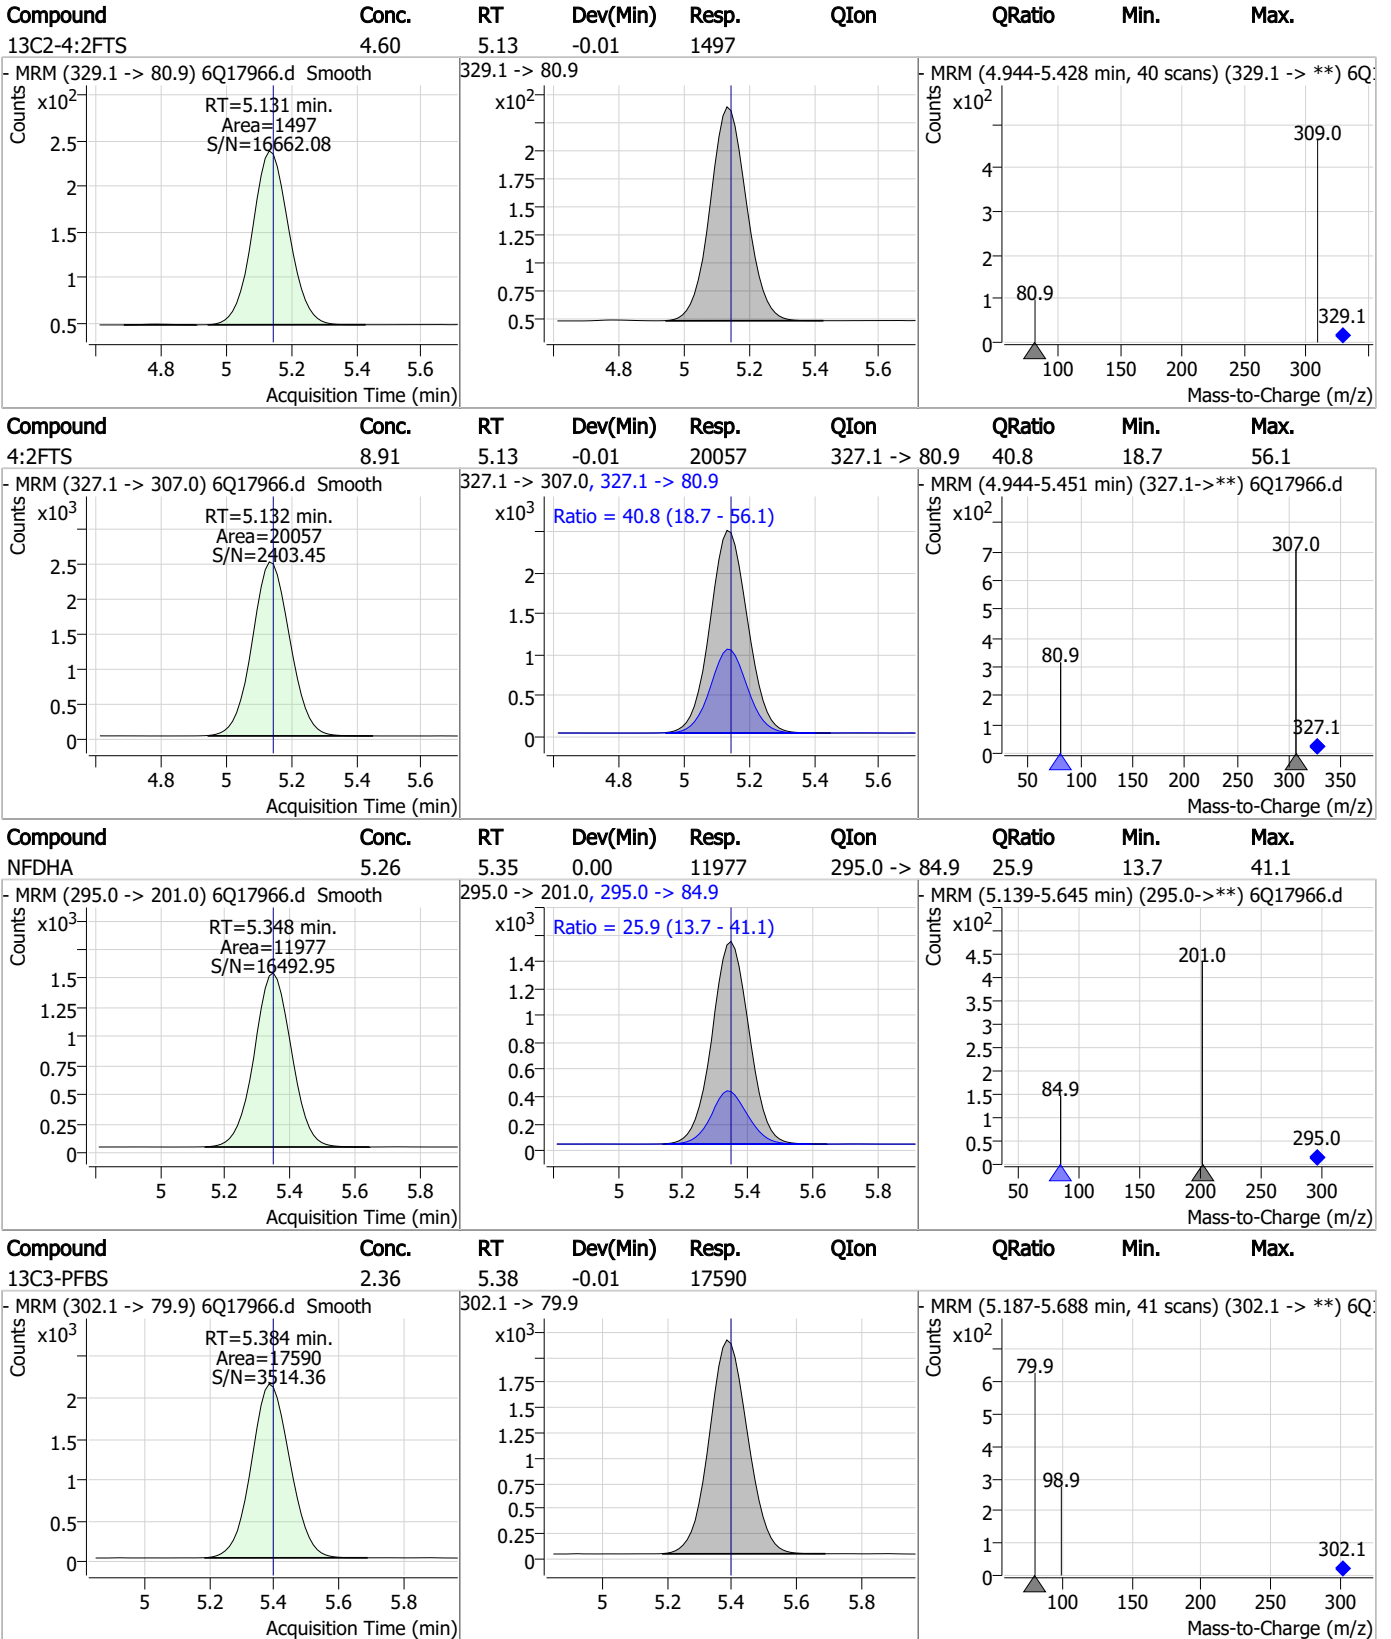 Compound Conc. RT Dev(Min) Resp. QIon QRatio Min. Max.
13C2-4:2FTS 4.60 5.13 -0.01 1497
- MRM (329.1 -> 80.9) 6Q17966.d Smooth
RT=5.131 min.
Area=1497
S/N=16662.08
Counts
x10²
2.5
2
1.5
1
0.5
4.8 5 5.2 5.4 5.6
Acquisition Time (min)
329.1 -> 80.9
x10²
2
1.75
1.5
1.25
1
0.75
0.5
4.8 5 5.2 5.4 5.6
- MRM (4.944-5.428 min, 40 scans) (329.1 -> **) 6Q1
Counts
x10²
309.0
4
3
2
80.9
1
329.1
0
100 150 200 250 300
Mass-to-Charge (m/z)
Compound Conc. RT Dev(Min) Resp. QIon QRatio Min. Max.
4:2FTS 8.91 5.13 -0.01 20057 327.1 -> 80.9 40.8 18.7 56.1
- MRM (327.1 -> 307.0) 6Q17966.d Smooth
RT=5.132 min.
Area=20057
S/N=2403.45
Counts
x10³
2.5
2
1.5
1
0.5
0
4.8 5 5.2 5.4 5.6
Acquisition Time (min)
327.1 -> 307.0, 327.1 -> 80.9
x10³
Ratio = 40.8 (18.7 - 56.1)
2
1.5
1
0.5
0
4.8 5 5.2 5.4 5.6
- MRM (4.944-5.451 min) (327.1->**) 6Q17966.d
Counts
x10²
307.0
7
6
5
4
80.9
3
2
1
327.1
0
50 100 150 200 250 300 350
Mass-to-Charge (m/z)
Compound Conc. RT Dev(Min) Resp. QIon QRatio Min. Max.
NFDHA 5.26 5.35 0.00 11977 295.0 -> 84.9 25.9 13.7 41.1
- MRM (295.0 -> 201.0) 6Q17966.d Smooth
RT=5.348 min.
Area=11977
S/N=16492.95
Counts
x10³
1.5
1.25
1
0.75
0.5
0.25
0
5 5.2 5.4 5.6 5.8
Acquisition Time (min)
295.0 -> 201.0, 295.0 -> 84.9
x10³
Ratio = 25.9 (13.7 - 41.1)
1.4
1.2
1
0.8
0.6
0.4
0.2
0
5 5.2 5.4 5.6 5.8
- MRM (5.139-5.645 min) (295.0->**) 6Q17966.d
Counts
x10²
201.0
4.5
4
3.5
3
2.5
2
84.9
1.5
1
0.5
295.0
0
50 100 150 200 250 300
Mass-to-Charge (m/z)
Compound Conc. RT Dev(Min) Resp. QIon QRatio Min. Max.
13C3-PFBS 2.36 5.38 -0.01 17590
- MRM (302.1 -> 79.9) 6Q17966.d Smooth
RT=5.384 min.
Area=17590
S/N=3514.36
Counts
x10³
2
1.5
1
0.5
0
5 5.2 5.4 5.6 5.8
Acquisition Time (min)
302.1 -> 79.9
x10³
1.75
1.5
1.25
1
0.75
0.5
0.25
0
5 5.2 5.4 5.6 5.8
- MRM (5.187-5.688 min, 41 scans) (302.1 -> **) 6Q1
Counts
x10²
79.9
6
5
4
98.9
3
2
1
302.1
0
100 150 200 250 300
Mass-to-Charge (m/z)